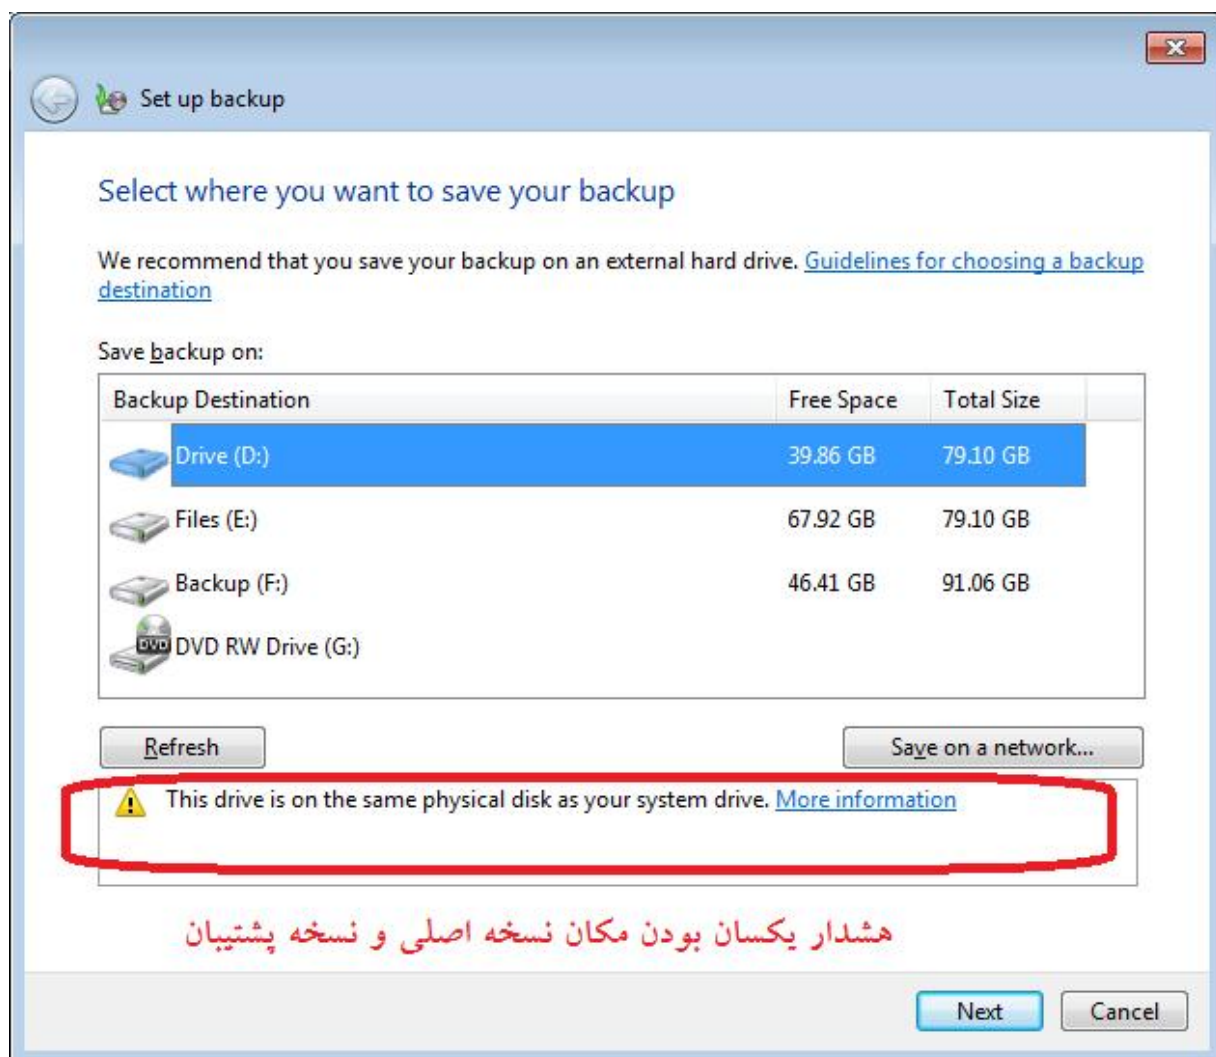 Set up backup
Select where you want to save your backup
We recommend that you save your backup on an external hard drive. Guidelines for choosing a backup
destination
Save backup on:
Backup Destination Free Space Total Size
Drive (D:) 39.86 GB 79.10 GB
Files (E:) 67.92 GB 79.10 GB
Backup (F:) 46.41 GB 91.06 GB
DVD DVD RW Drive (G:)
Refresh Save on a network...
This drive is on the same physical disk as your system drive. More information
هشدار یکسان بودن مکان نسخه اصلی و نسخه پشتیبان
Next Cancel